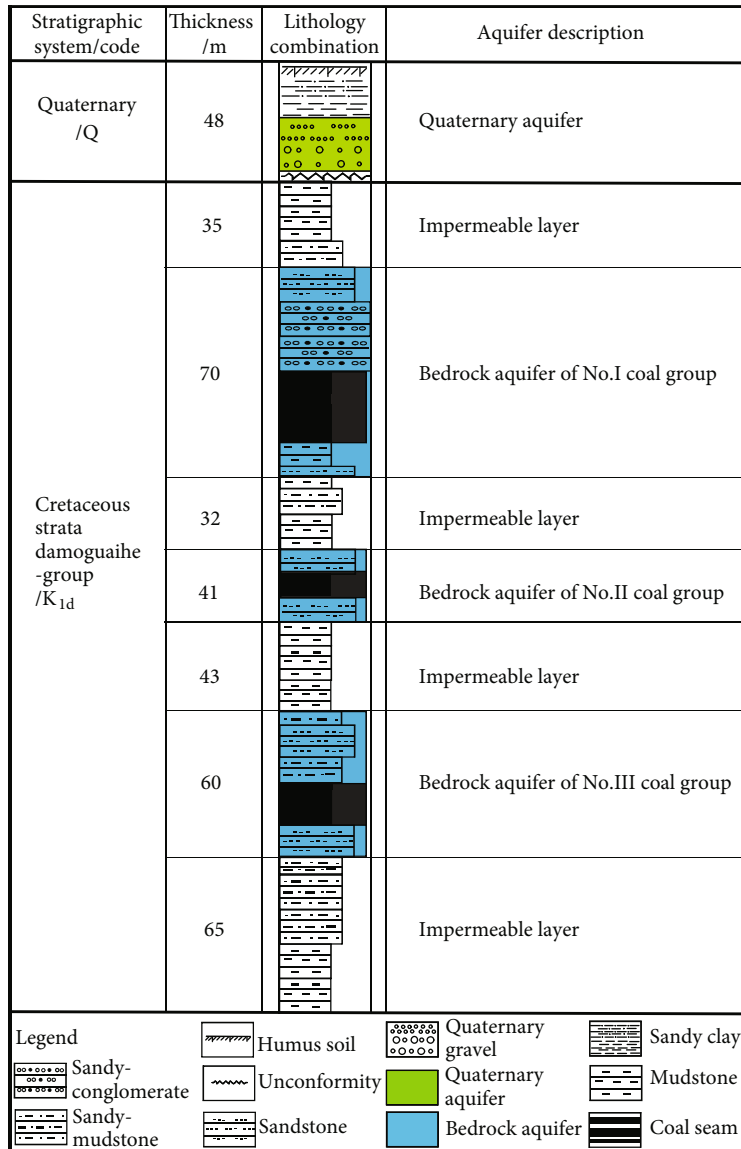 Stratigraphic
system/code
Thickness
/m
Lithology
combination
Aquifer description
Quaternary
/Q
48
Quaternary aquifer
Cretaceous
strata
damoguaihe
-group
/K1d
35
Impermeable layer
70
Bedrock aquifer of No.I coal group
32
Impermeable layer
41
Bedrock aquifer of No.II coal group
43
Impermeable layer
60
Bedrock aquifer of No.III coal group
65
Impermeable layer
Legend
Sandy-
conglomerate
Sandy-
mudstone
Humus soil
Unconformity
Sandstone
Quaternary
gravel
Quaternary
aquifer
Bedrock aquifer
Sandy clay
Mudstone
Coal seam